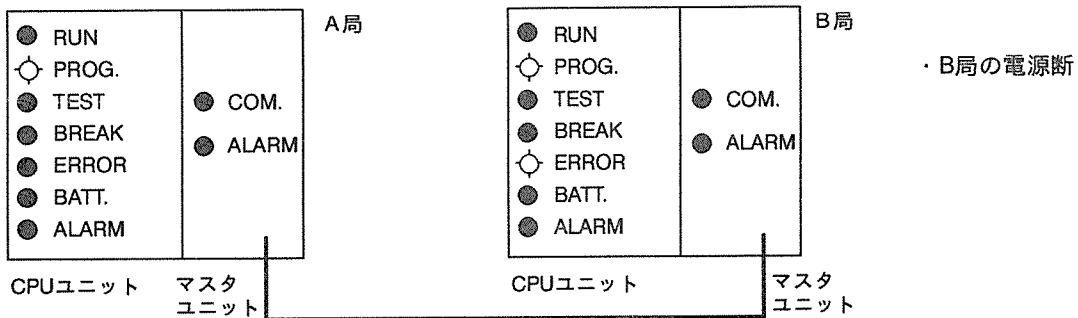 A局
RUN
PROG.
TEST
BREAK
ERROR
BATT.
ALARM
COM.
ALARM
CPUユニット
マスタ
ユニット
B局
RUN
PROG.
TEST
BREAK
ERROR
BATT.
ALARM
COM.
ALARM
CPUユニット
マスタ
ユニット
・B局の電源断